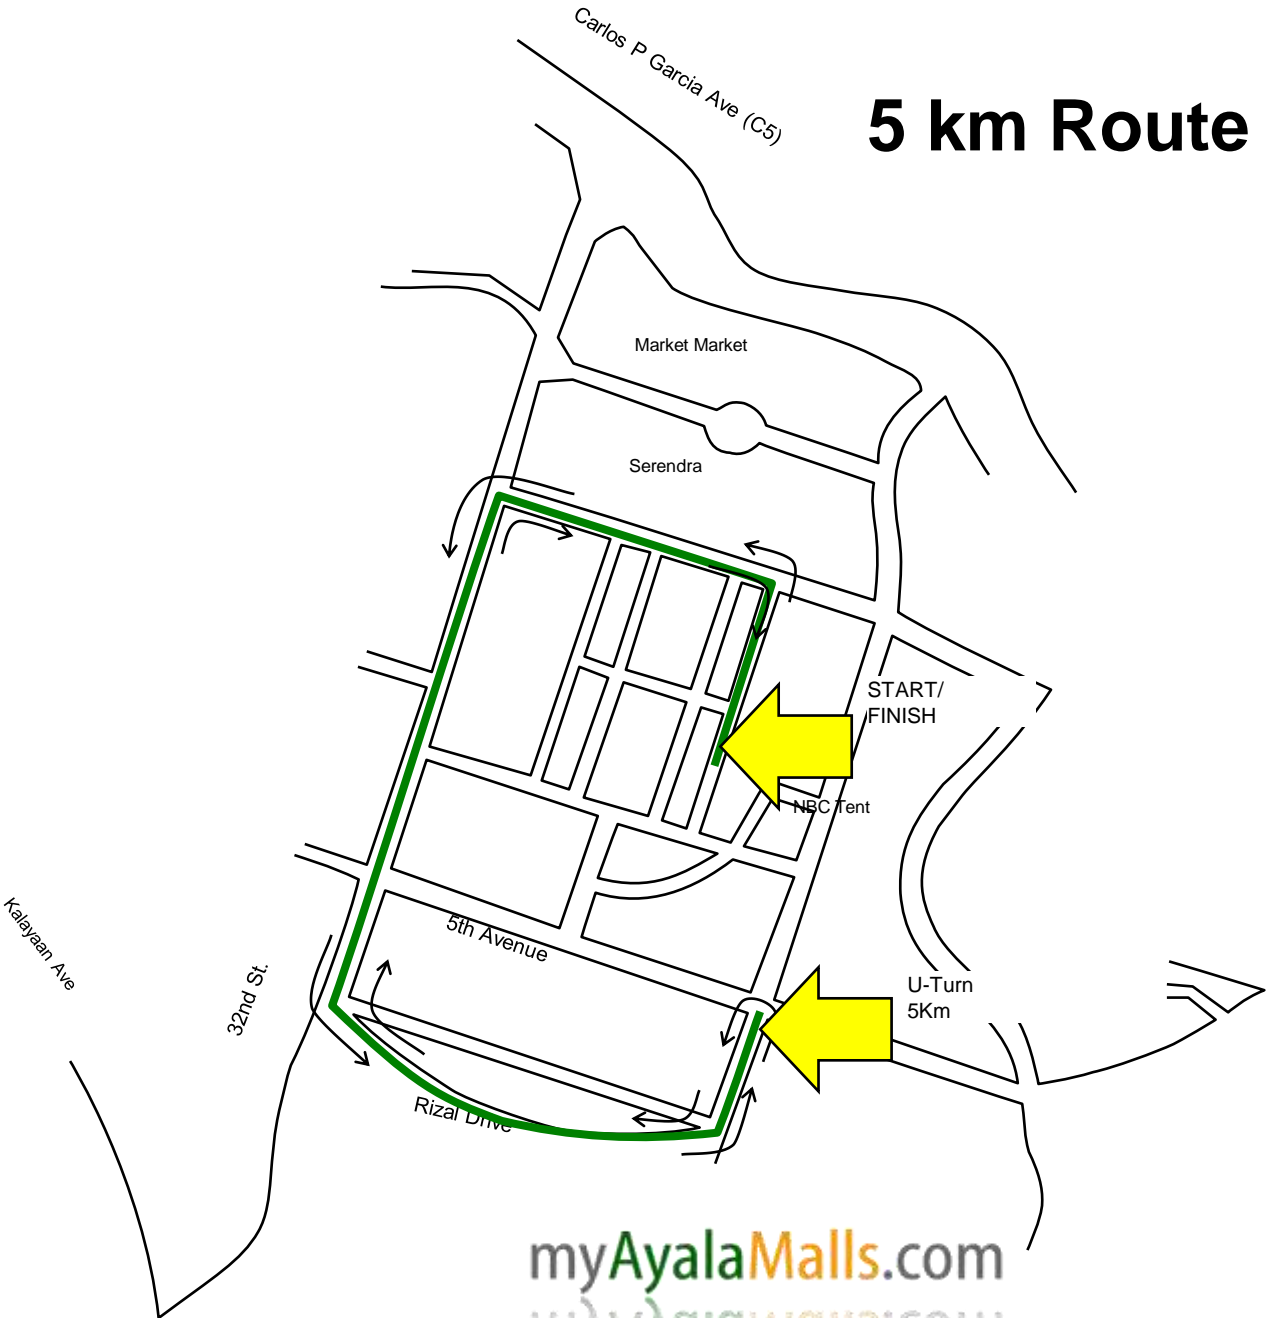 Carlos P Garcia Ave (C5)
5 km Route
Market Market
Serendra
START/
FINISH
NBC Tent
Kalayaan Ave
32nd St.
5th Avenue
U-Turn
5Km
Rizal Drive
myAyalaMalls.com